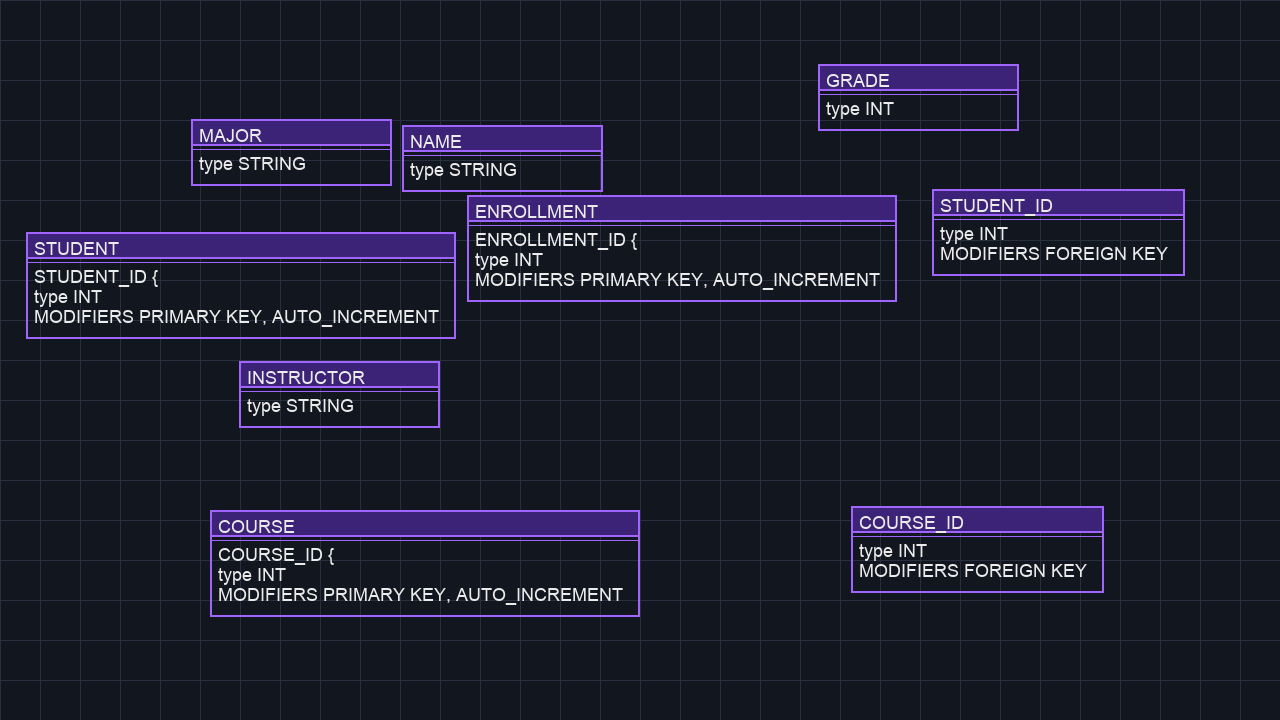 GRADE
type INT
MAJOR
type STRING
NAME
type STRING
STUDENT_ID
type INT
MODIFIERS FOREIGN KEY
ENROLLMENT
ENROLLMENT_ID {
type INT
MODIFIERS PRIMARY KEY, AUTO_INCREMENT
STUDENT
STUDENT_ID {
type INT
MODIFIERS PRIMARY KEY, AUTO_INCREMENT
INSTRUCTOR
type STRING
COURSE
COURSE_ID {
type INT
MODIFIERS PRIMARY KEY, AUTO_INCREMENT
COURSE_ID
type INT
MODIFIERS FOREIGN KEY